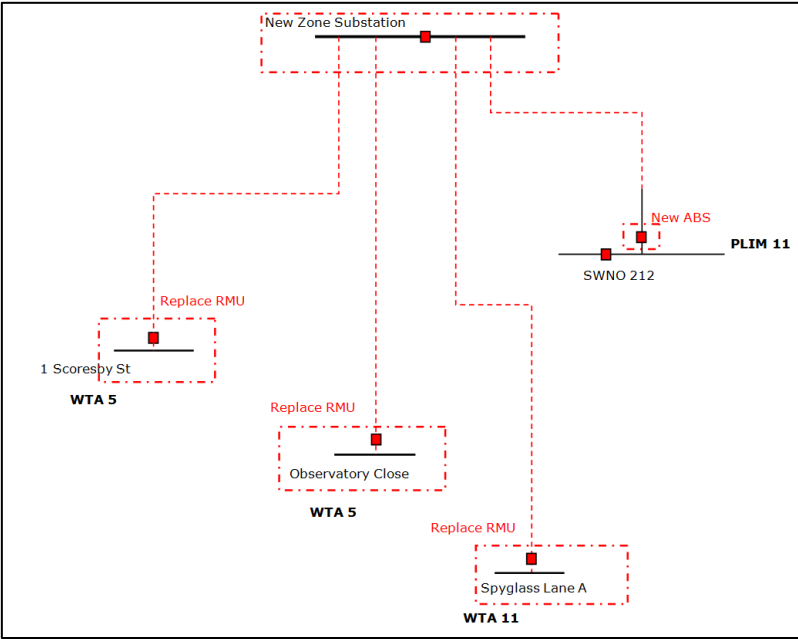 New Zone Substation
New ABS
PLIM 11
SWNO 212
Replace RMU
1 Scoresby St
WTA 5
Replace RMU
Observatory Close
WTA 5
Replace RMU
Spyglass Lane A
WTA 11